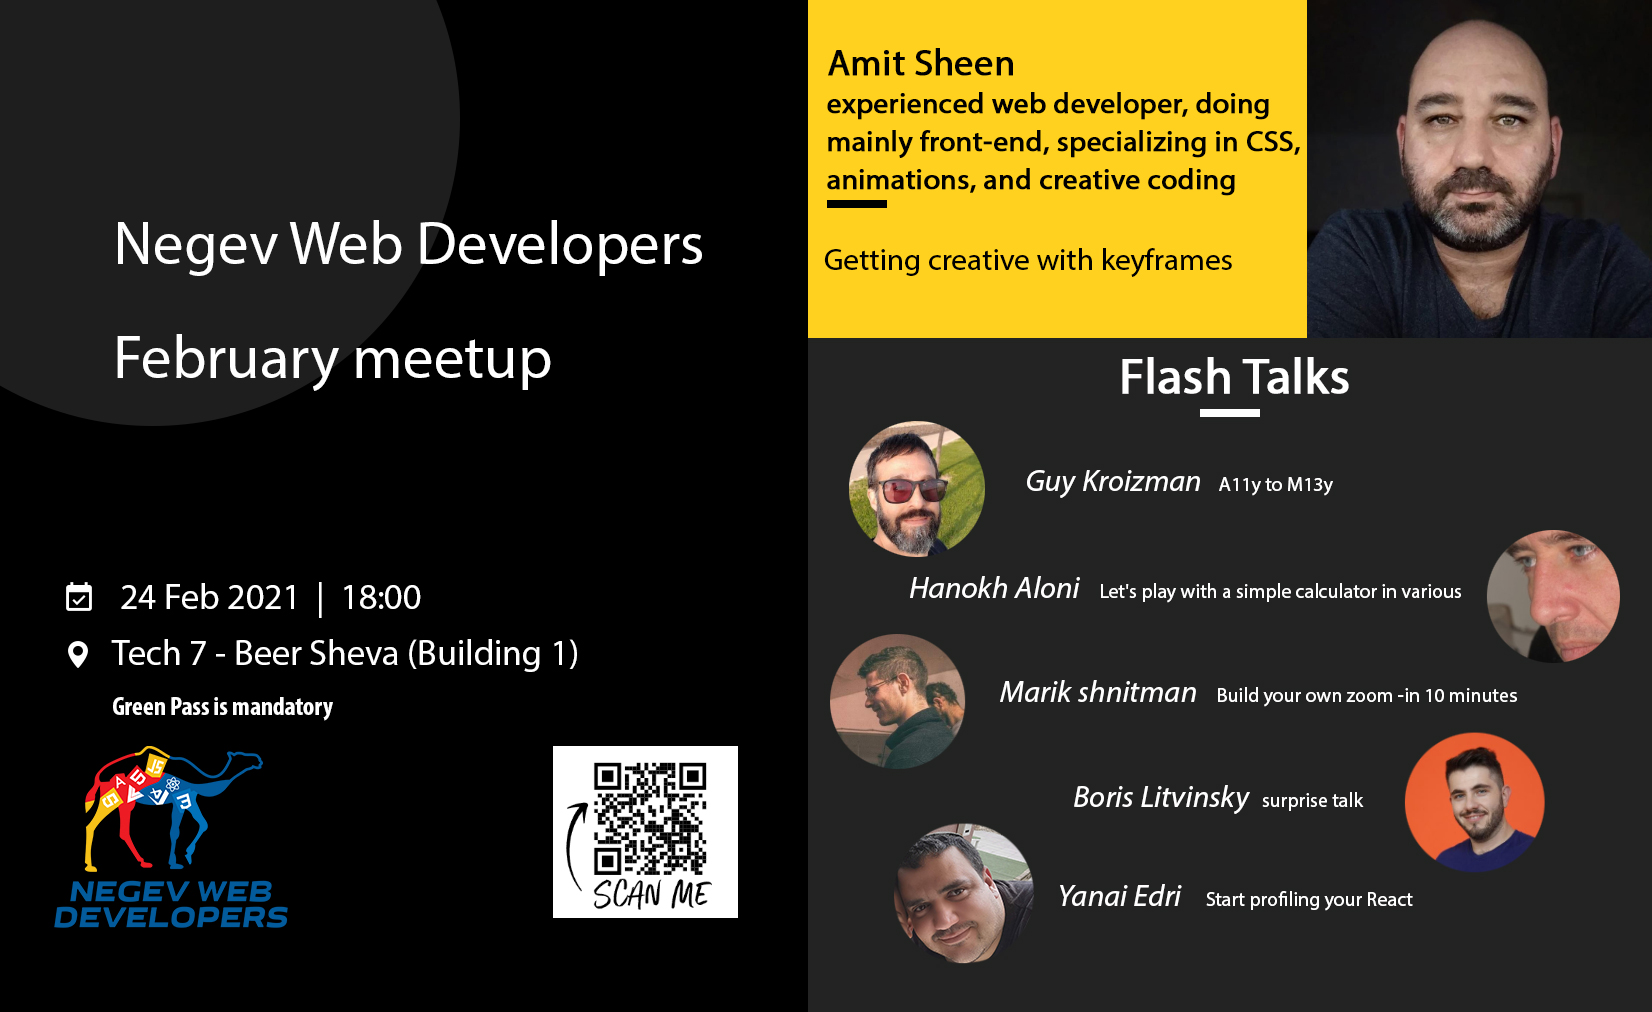 Negev Web Developers
February meetup
24 Feb 2021 | 18:00
Tech 7 - Beer Sheva (Building 1)
Green Pass is mandatory
NEGEV WEB
DEVELOPERS
SCAN ME
Amit Sheen
experienced web developer, doing
mainly front-end, specializing in CSS,
animations, and creative coding
Getting creative with keyframes
Flash Talks
Guy Kroizman A11y to M13y
Hanokh Aloni Let's play with a simple calculator in various
Marik shnitman Build your own zoom -in 10 minutes
Boris Litvinsky surprise talk
Yanai Edri Start profiling your React